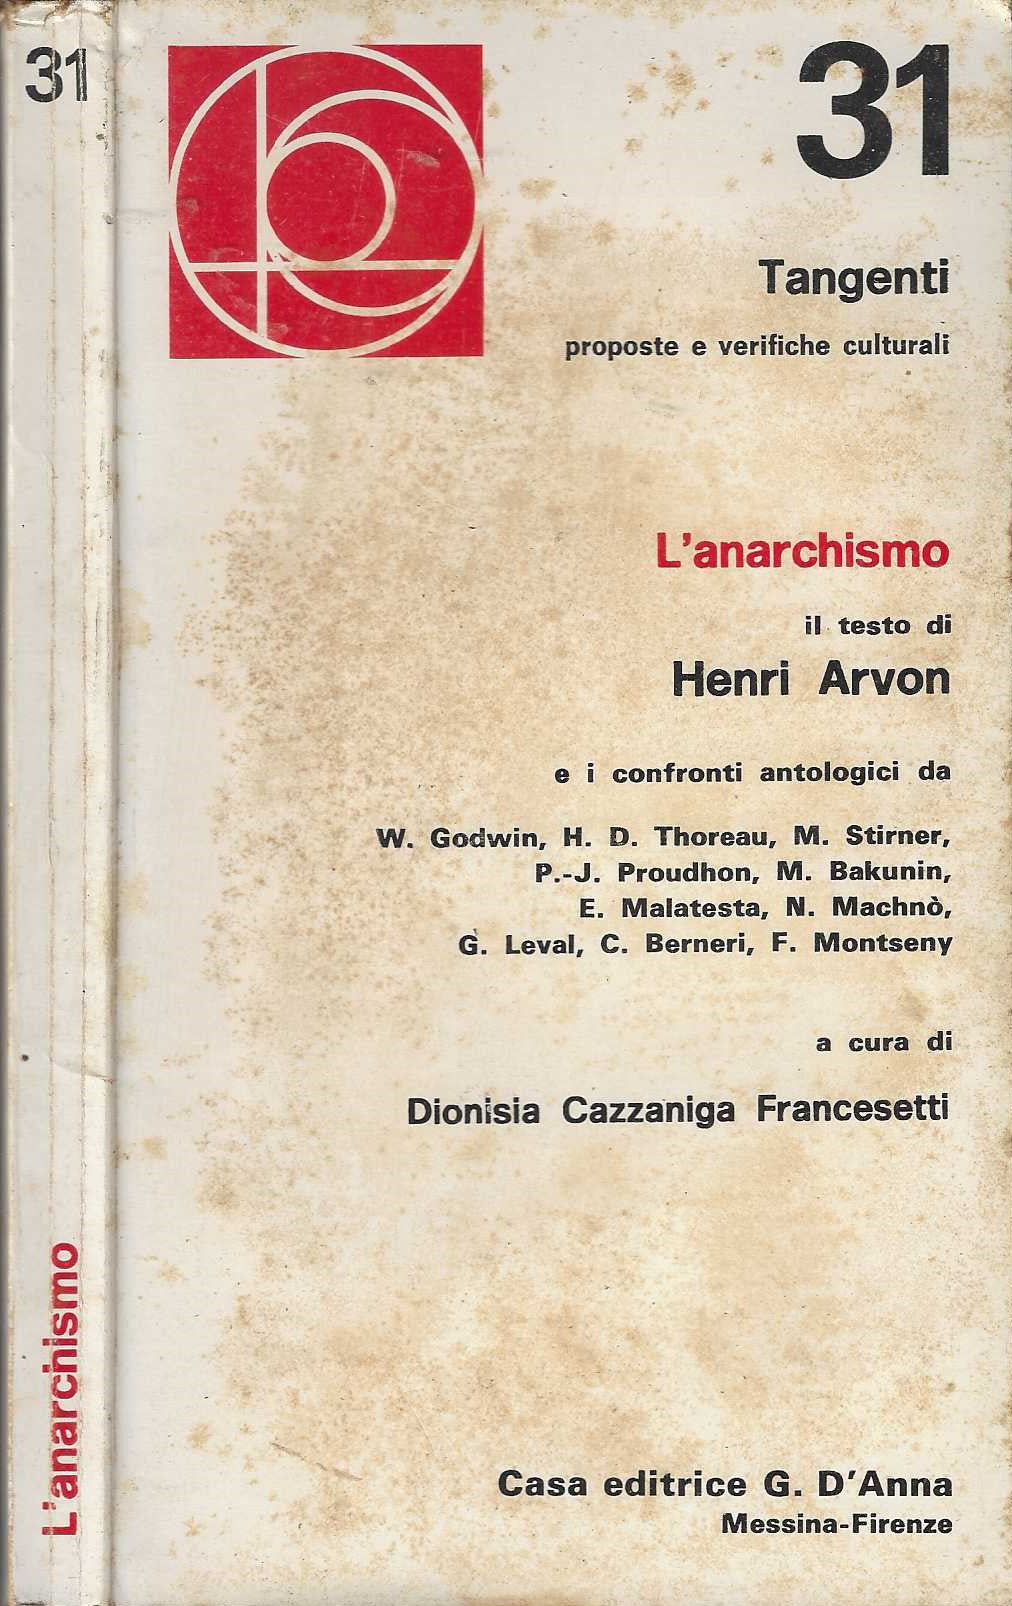 31
L'anarchismo
31
Tangenti
proposte e verifiche culturali
L'anarchismo
il testo di
Henri Arvon
e i confronti antologici da
W. Godwin, H. D. Thoreau, M. Stirner,
P.-J. Proudhon, M. Bakunin,
E. Malatesta, N. Machnò,
G. Leval, C. Berneri, F. Montseny
a cura di
Dionisia Cazzaniga Francesetti
Casa editrice G. D'Anna
Messina-Firenze